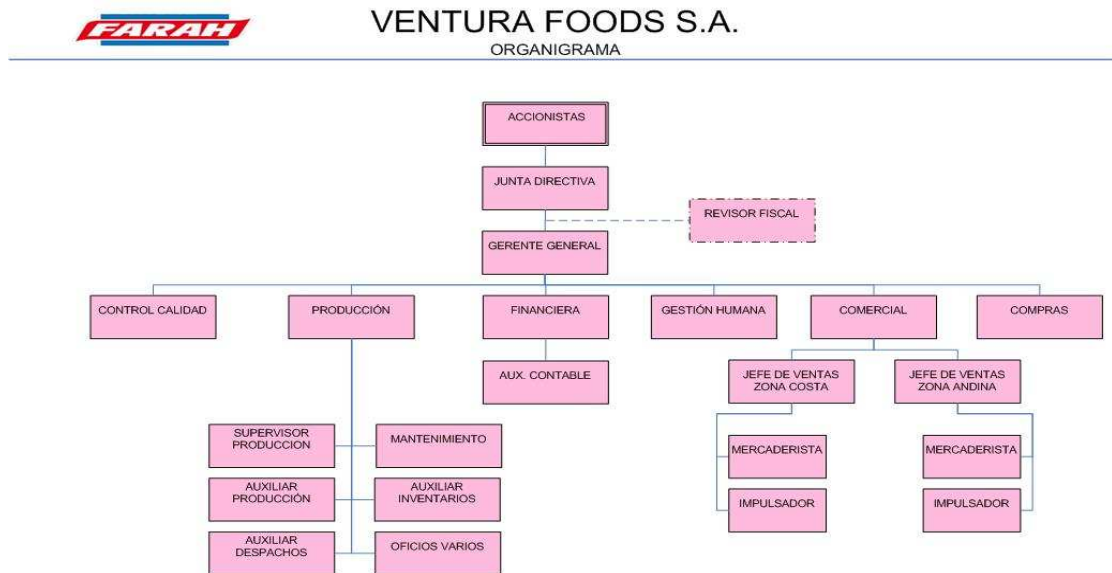 FARAH
VENTURA FOODS S.A.
ORGANIGRAMA
ACCIONISTAS
JUNTA DIRECTIVA
REVISOR FISCAL
GERENTE GENERAL
CONTROL CALIDAD
PRODUCCIÓN
FINANCIERA
GESTIÓN HUMANA
COMERCIAL
COMPRAS
AUX. CONTABLE
JEFE DE VENTAS
ZONA COSTA
JEFE DE VENTAS
ZONA ANDINA
SUPERVISOR
PRODUCCION
MANTENIMIENTO
MERCADERISTA
MERCADERISTA
AUXILIAR
PRODUCCIÓN
AUXILIAR
INVENTARIOS
IMPULSADOR
IMPULSADOR
AUXILIAR
DESPACHOS
OFICIOS VARIOS